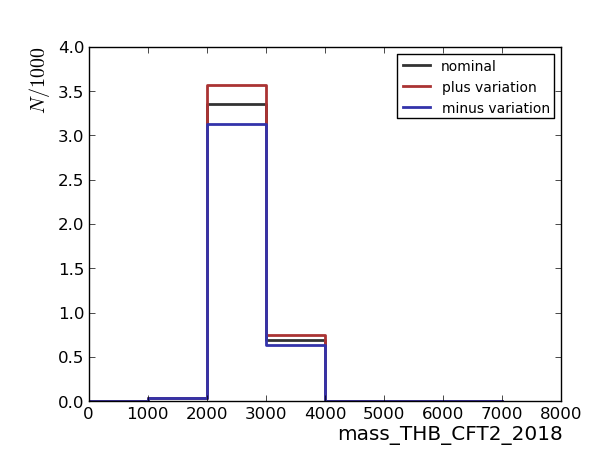 N/1000
4.0
3.5
3.0
2.5
2.0
1.5
1.0
0.5
0.0
nominal
plus variation
minus variation
0 1000 2000 3000 4000 5000 6000 7000 8000
mass_THB_CFT2_2018